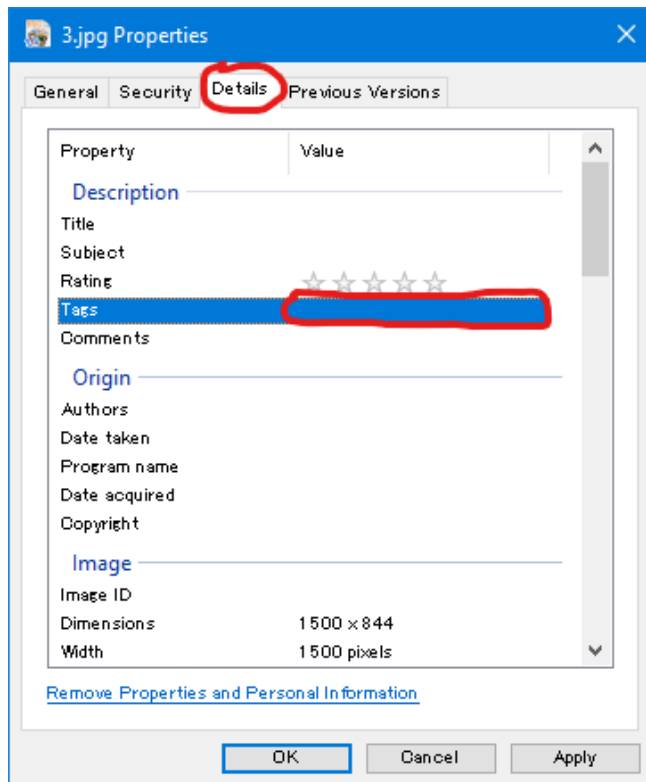 3.jpg Properties
General Security Details Previous Versions
Property Value
Description
Title
Subject
Rating
Tags
Comments
Origin
Authors
Date taken
Program name
Date acquired
Copyright
Image
Image ID
Dimensions 1500 x 844
Width 1500 pixels
Remove Properties and Personal Information
OK Cancel Apply